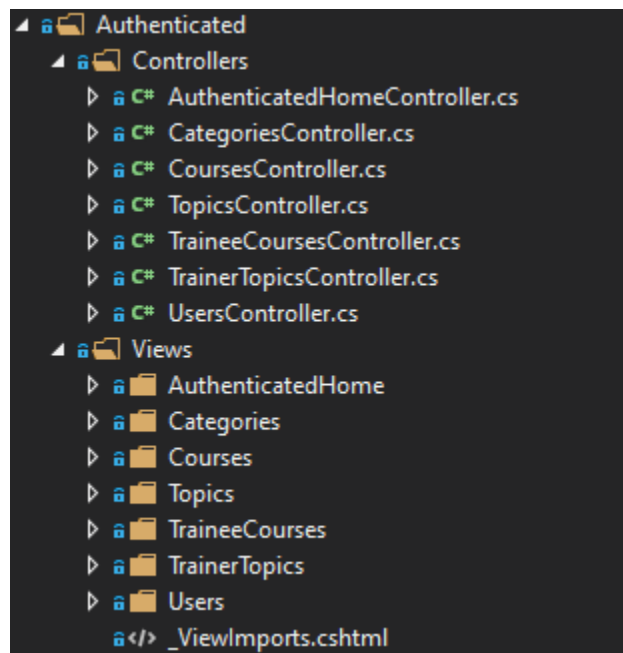 Authenticated
Controllers
C# AuthenticatedHomeController.cs
C# CategoriesController.cs
C# CoursesController.cs
C# TopicsController.cs
C# TraineeCoursesController.cs
C# TrainerTopicsController.cs
C# UsersController.cs
Views
AuthenticatedHome
Categories
Courses
Topics
TraineeCourses
TrainerTopics
Users
_ViewImports.cshtml